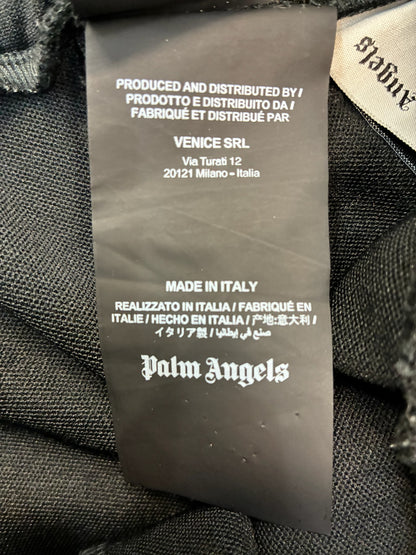 PRODUCED AND DISTRIBUTED BY /
PRODOTTO E DISTRIBUITO DA /
FABRIQUÉ ET DISTRIBUÉ PAR
VENICE SRL
Via Turati 12
20121 Milano - Italia
MADE IN ITALY
REALIZZATO IN ITALIA / FABRIQUÉ EN
ITALIE / HECHO EN ITALIA / 产地:意大利 /
イタリア製 / صنع في إيطاليا
Palm Angels
Angels